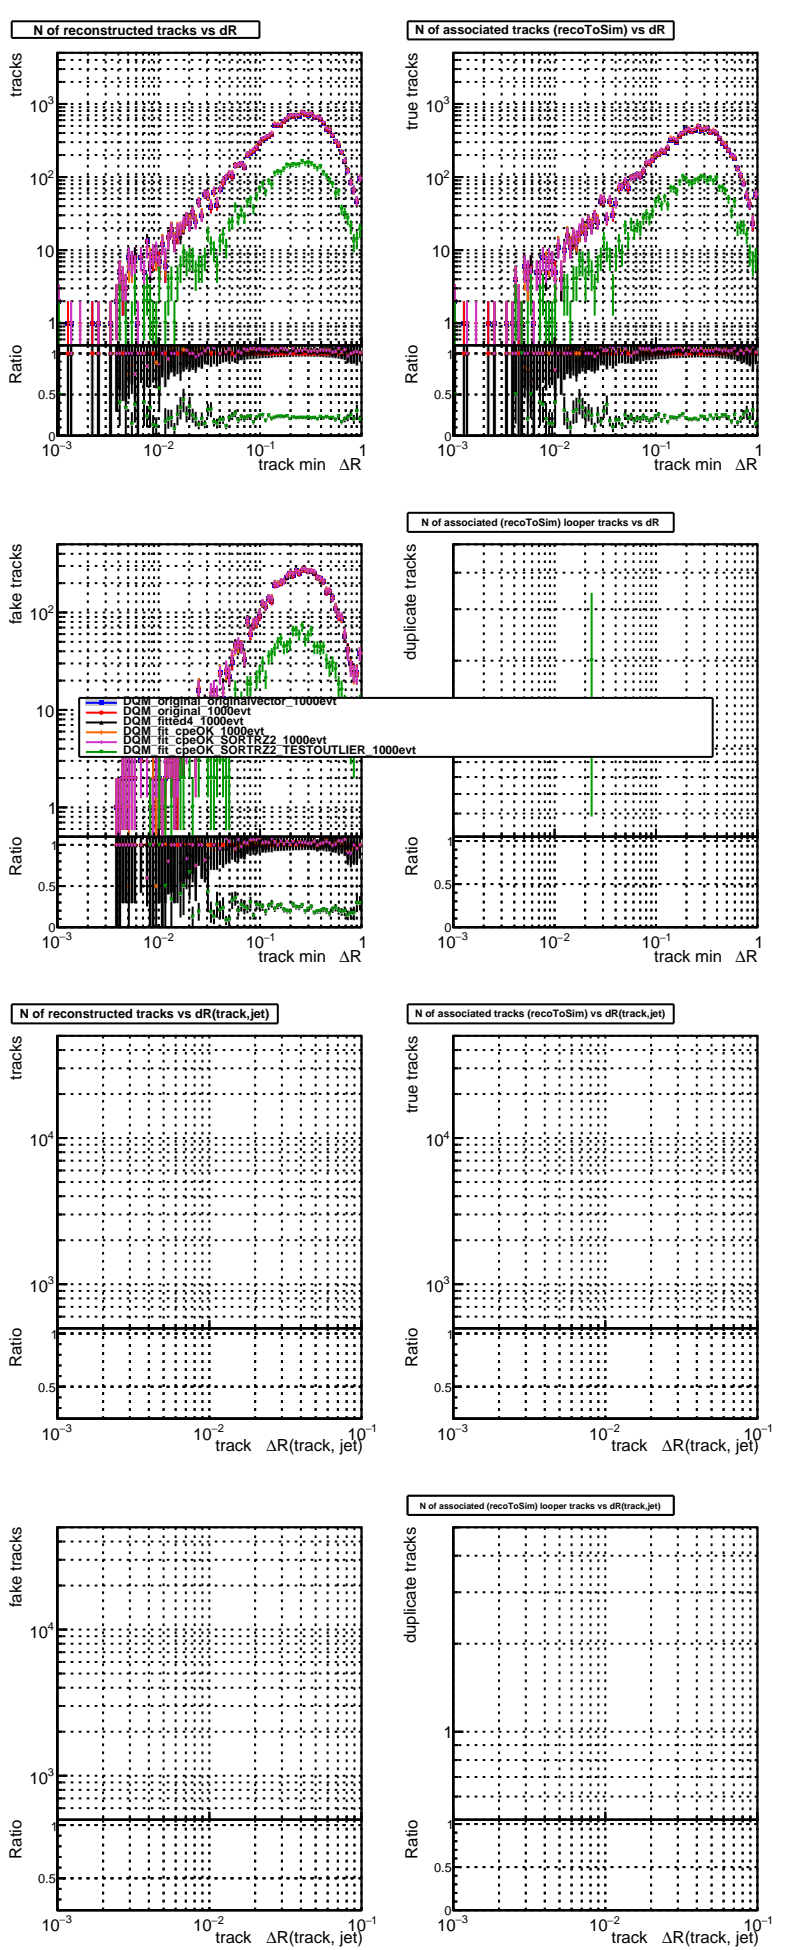 N of reconstructed tracks vs dR
N of associated tracks (recoToSim) vs dR
tracks
10³
10²
10
1
Ratio
1
0.5
0
10⁻³
10⁻²
10⁻¹
1
track min ΔR
true tracks
10³
10²
10
1
Ratio
1
0.5
0
10⁻³
10⁻²
10⁻¹
1
track min ΔR
N of associated (recoToSim) looper tracks vs dR
fake tracks
10²
10
1
Ratio
1
0.5
0
10⁻³
10⁻²
10⁻¹
1
track min ΔR
duplicate tracks
Ratio
1
0.5
0
10⁻³
10⁻²
10⁻¹
1
track min ΔR
DQM_original_originalvector_1000evt
DQM_original_1000evt
DQM_fitted4_1000evt
DQM_fit_cpeOK_1000evt
DQM_fit_cpeOK_SORTRZ2_1000evt
DQM_fit_cpeOK_SORTRZ2_TESTOUTLIER_1000evt
N of reconstructed tracks vs dR(track,jet)
N of associated tracks (recoToSim) vs dR(track,jet)
tracks
10⁴
10³
Ratio
1
0.5
10⁻³
10⁻²
10⁻¹
track ΔR(track, jet)
true tracks
10⁴
10³
Ratio
1
0.5
10⁻³
10⁻²
10⁻¹
track ΔR(track, jet)
N of associated (recoToSim) looper tracks vs dR(track,jet)
fake tracks
10⁴
10³
Ratio
1
0.5
10⁻³
10⁻²
10⁻¹
track ΔR(track, jet)
duplicate tracks
1
Ratio
1
0.5
0
10⁻³
10⁻²
10⁻¹
track ΔR(track, jet)